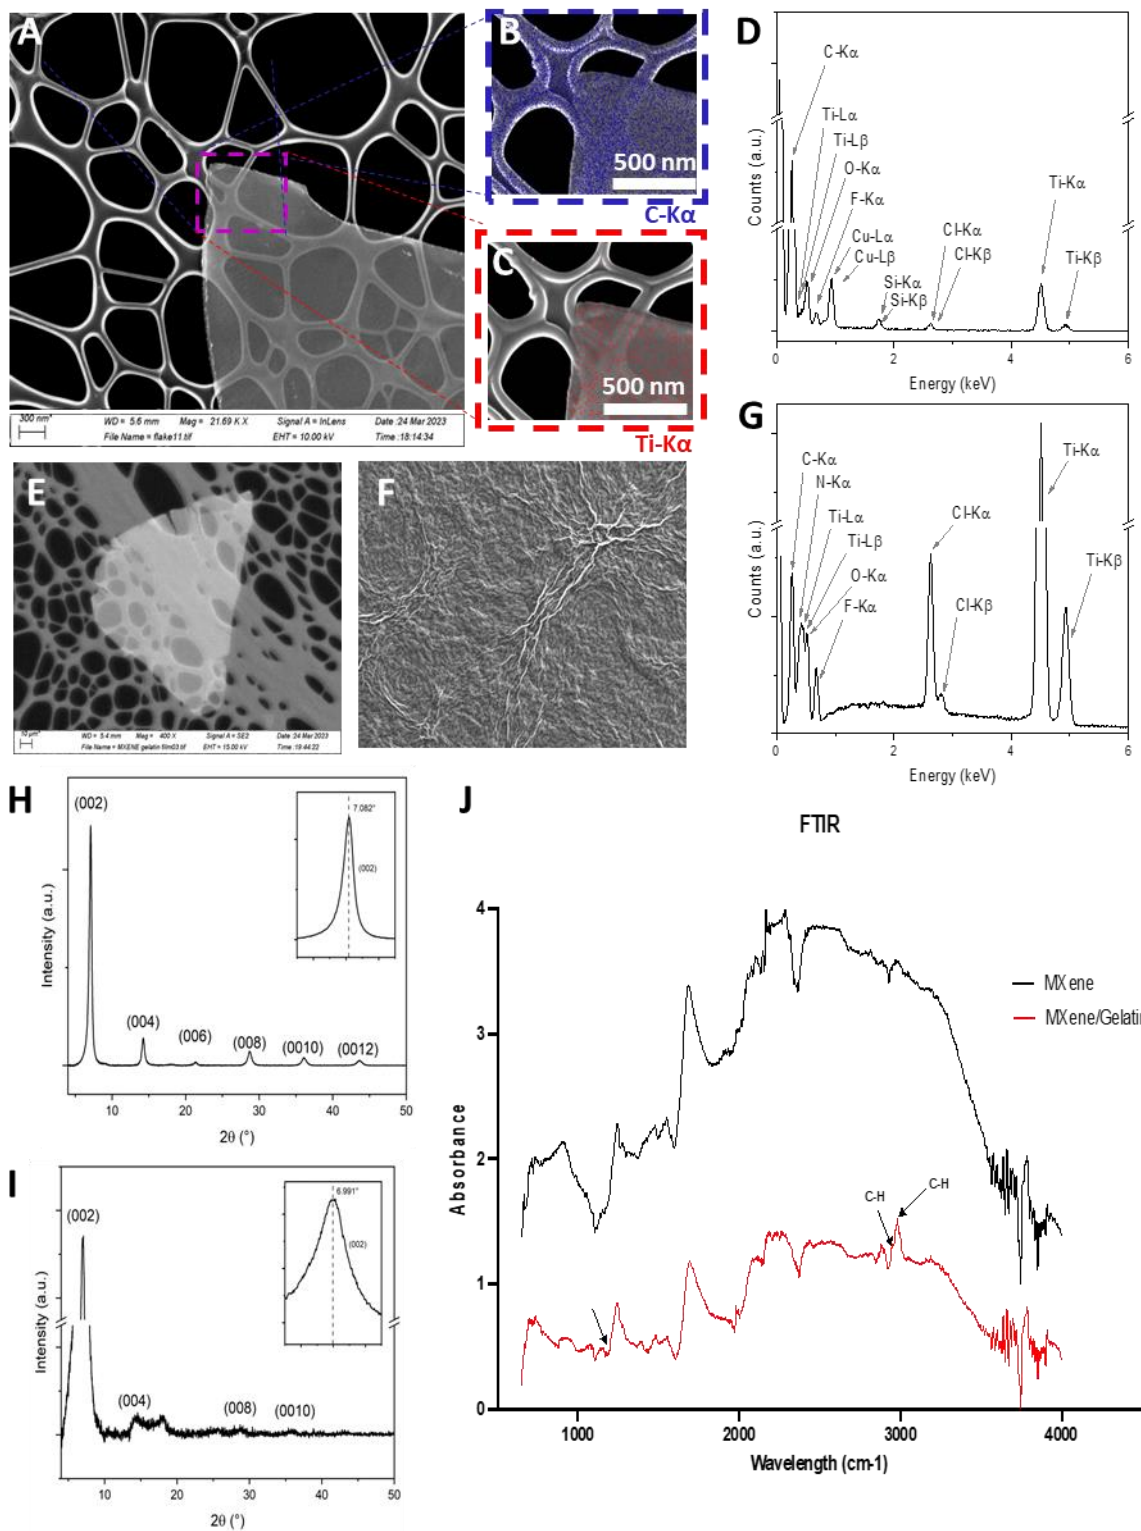 A
300 nm
WD = 5.6 mm Mag = 21.69 K X Signal A = InLens Date :24 Mar 2023
File Name = flake11.tif EHT = 10.00 kV Time :18:14:34
B
500 nm
C-Kα
C
500 nm
Ti-Kα
D
C-Kα
Ti-Lα
Ti-Lβ
O-Kα
F-Kα
Cu-Lα
Cu-Lβ
Si-Kα
Si-Kβ
Cl-Kα
Cl-Kβ
Ti-Kα
Ti-Kβ
Counts (a.u.)
0 2 4 6
Energy (keV)
E
10 µm
WD = 5.4 mm Mag = 400 X Signal A = SE2 Date :24 Mar 2023
File Name = MXENE gelatin film03.tif EHT = 15.00 kV Time :19:44:22
F
G
C-Kα
N-Kα
Ti-Lα
Ti-Lβ
O-Kα
F-Kα
Cl-Kα
Cl-Kβ
Ti-Kα
Ti-Kβ
Counts (a.u.)
0 2 4 6
Energy (keV)
H
(002)
(004)
(006)
(008)
(0010)
(0012)
7.082°
(002)
Intensity (a.u.)
10 20 30 40 50
2θ (°)
I
(002)
(004)
(008)
(0010)
6.991°
(002)
Intensity (a.u.)
10 20 30 40 50
2θ (°)
J
FTIR
4
3
2
1
0
Absorbance
MXene
MXene/Gelatin
C-H
C-H
1000 2000 3000 4000
Wavelength (cm-1)